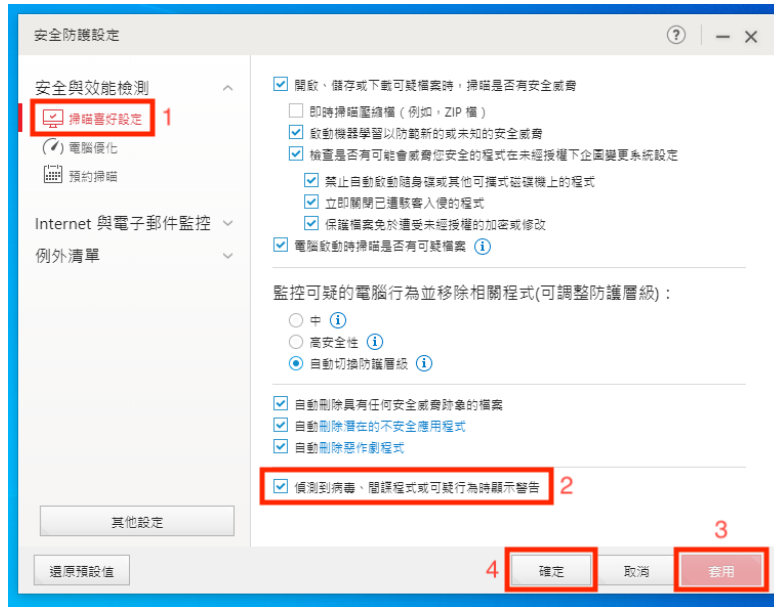 安全防護設定
安全與效能檢測
掃瞄喜好設定 1
電腦優化
預約掃瞄
Internet 與電子郵件監控
例外清單
開啟、儲存或下載可疑檔案時，掃瞄是否有安全威脅
即時掃瞄壓縮檔（例如，ZIP 檔）
啟動機器學習以防範新的或未知的安全威脅
檢查是否有可能會威脅您安全的程式在未經授權下企圖變更系統設定
禁止自動啟動隨身碟或其他可攜式磁碟機上的程式
立即關閉已遭駭客入侵的程式
保護檔案免於遭受未經授權的加密或修改
電腦啟動時掃瞄是否有可疑檔案
監控可疑的電腦行為並移除相關程式(可調整防護層級)：
中
高安全性
自動切換防護層級
自動刪除具有任何安全威脅跡象的檔案
自動刪除潛在的不安全應用程式
自動刪除惡作劇程式
偵測到病毒、間諜程式或可疑行為時顯示警告 2
其他設定
3
還原預設值
4 確定
取消
套用